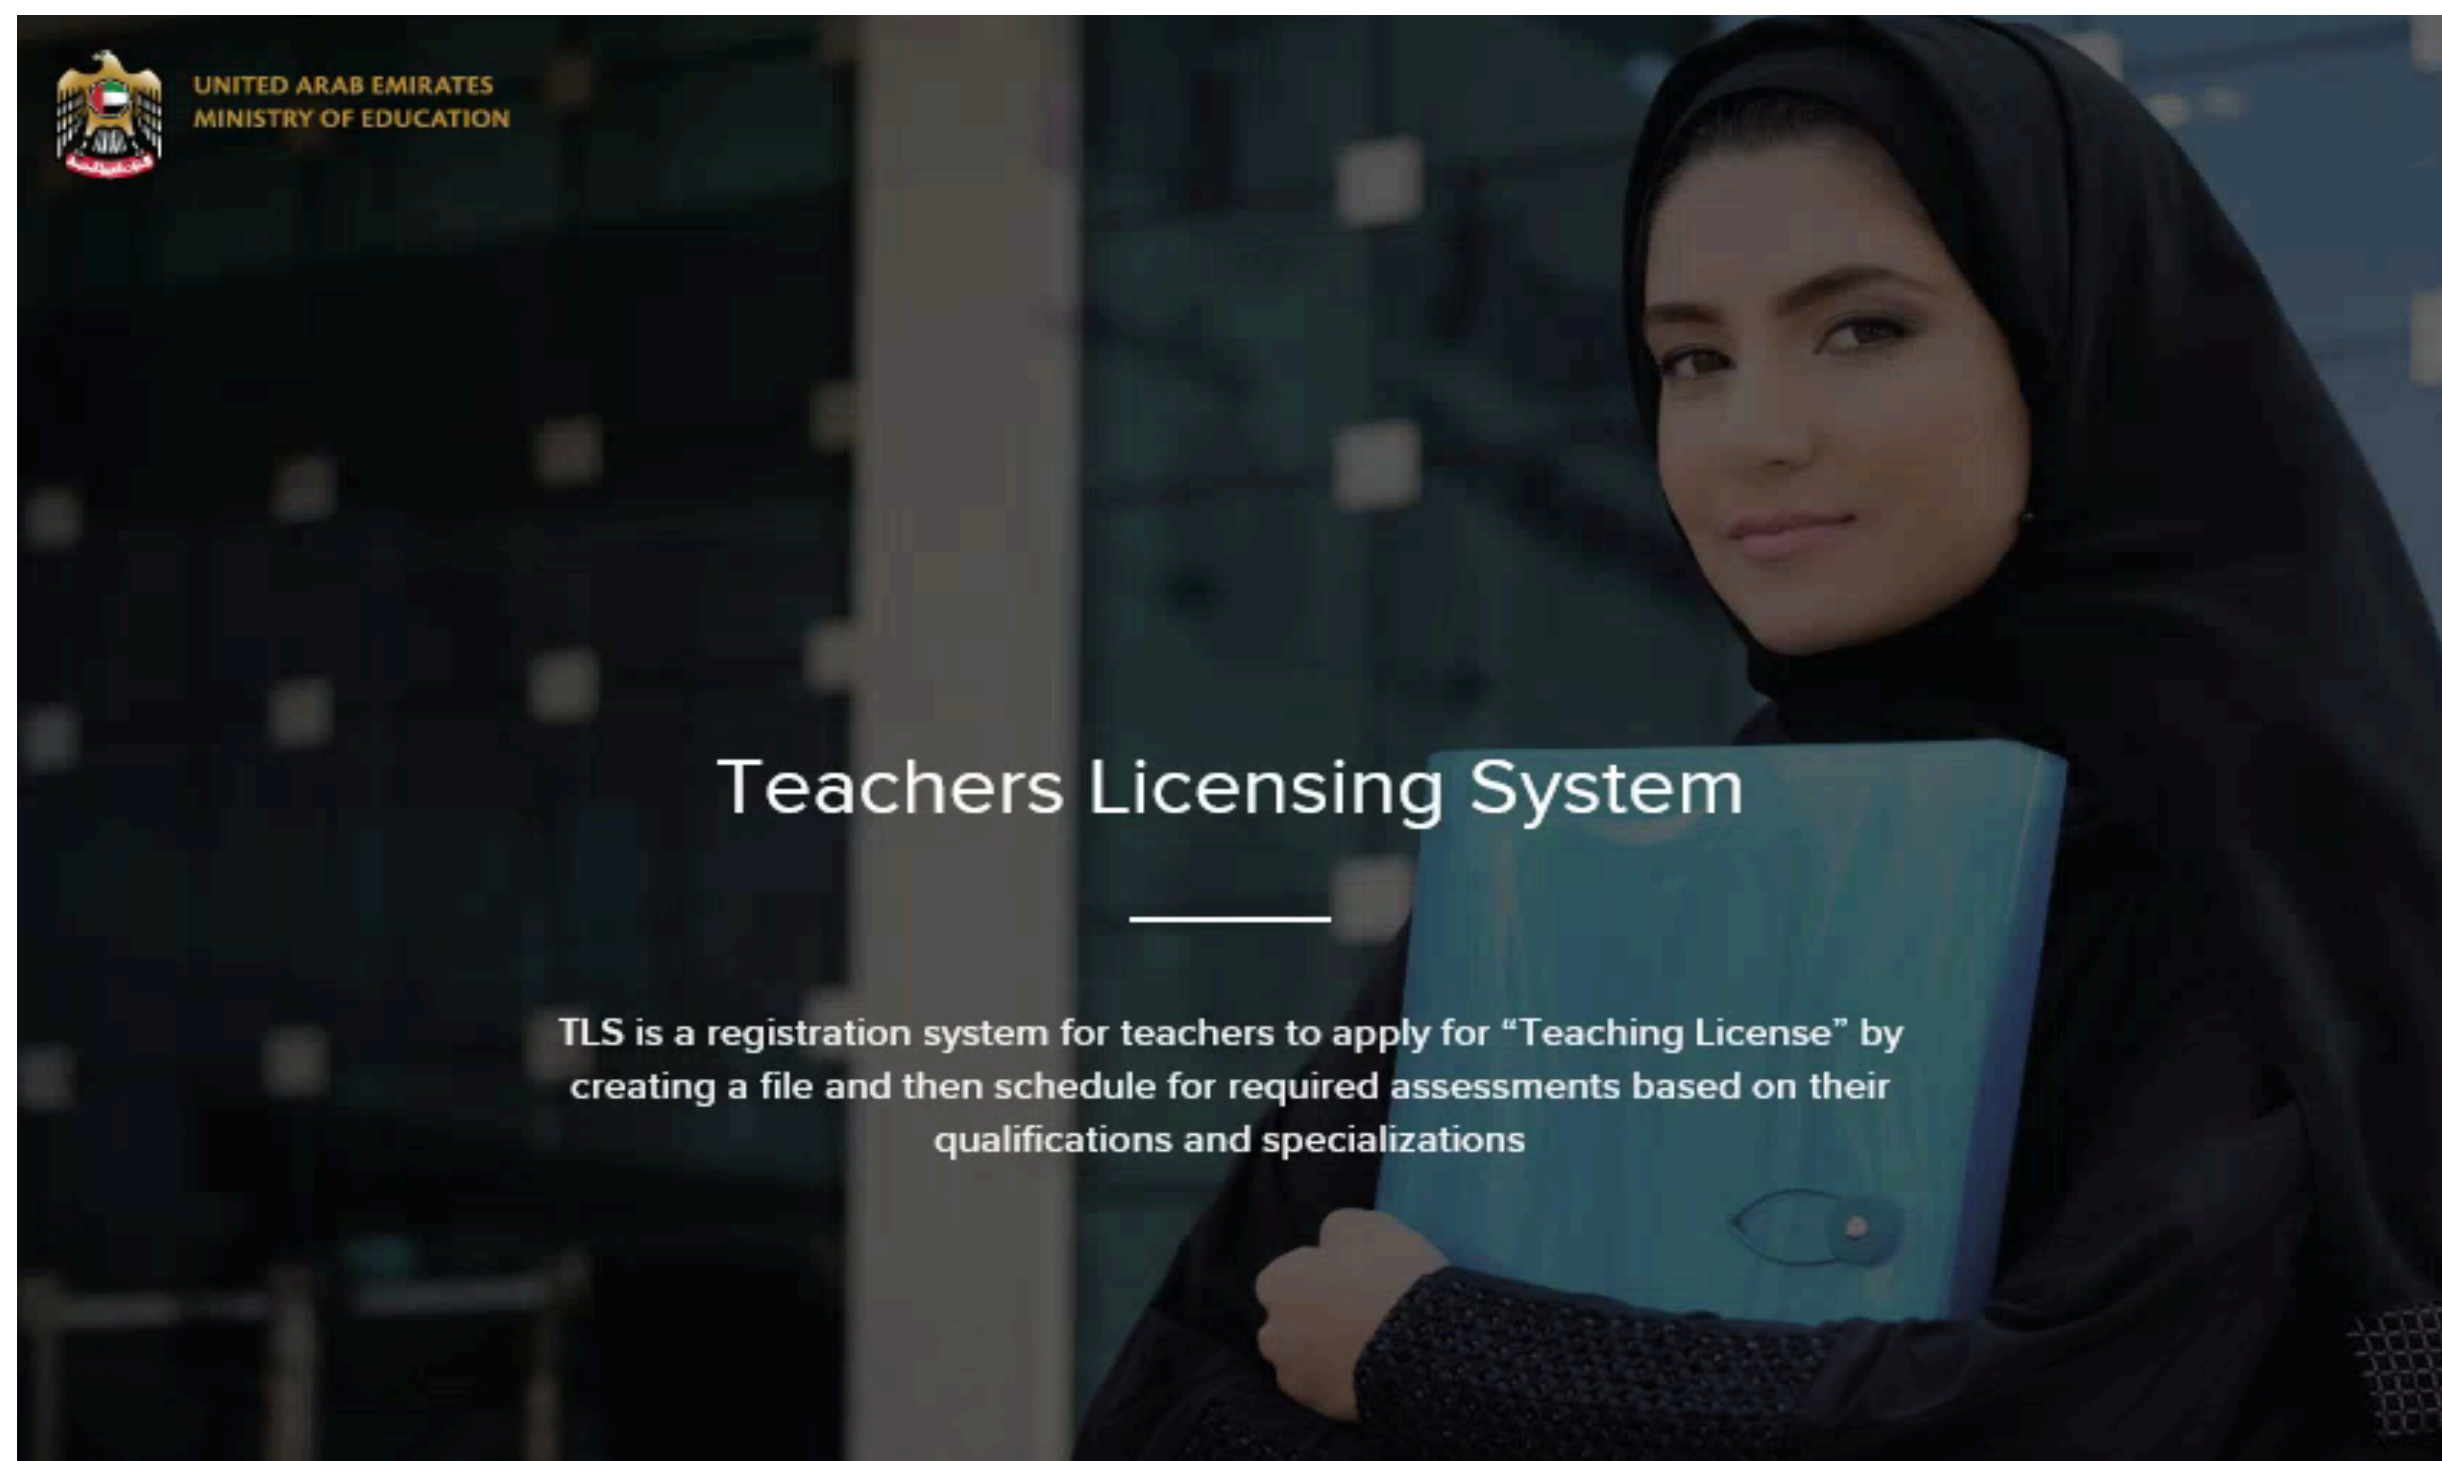 UNITED ARAB EMIRATES
MINISTRY OF EDUCATION
Teachers Licensing System
TLS is a registration system for teachers to apply for “Teaching License” by
creating a file and then schedule for required assessments based on their
qualifications and specializations